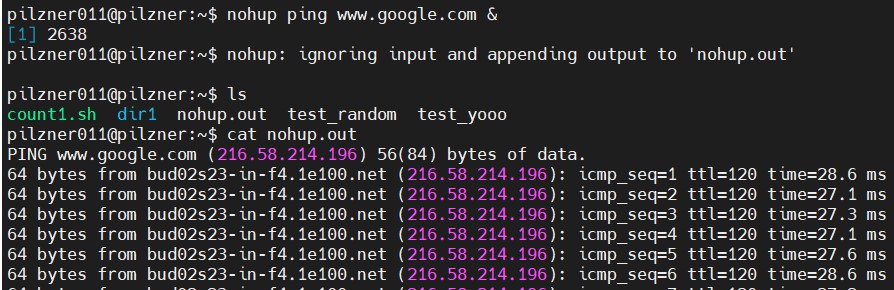 pilzner011@pilzner:~$ nohup ping www.google.com &
[1] 2638
pilzner011@pilzner:~$ nohup: ignoring input and appending output to 'nohup.out'
pilzner011@pilzner:~$ ls
count1.sh  dir1  nohup.out  test_random  test_yooo
pilzner011@pilzner:~$ cat nohup.out
PING www.google.com (216.58.214.196) 56(84) bytes of data.
64 bytes from bud02s23-in-f4.1e100.net (216.58.214.196): icmp_seq=1 ttl=120 time=28.6 ms
64 bytes from bud02s23-in-f4.1e100.net (216.58.214.196): icmp_seq=2 ttl=120 time=27.1 ms
64 bytes from bud02s23-in-f4.1e100.net (216.58.214.196): icmp_seq=3 ttl=120 time=27.3 ms
64 bytes from bud02s23-in-f4.1e100.net (216.58.214.196): icmp_seq=4 ttl=120 time=27.1 ms
64 bytes from bud02s23-in-f4.1e100.net (216.58.214.196): icmp_seq=5 ttl=120 time=27.6 ms
64 bytes from bud02s23-in-f4.1e100.net (216.58.214.196): icmp_seq=6 ttl=120 time=28.6 ms